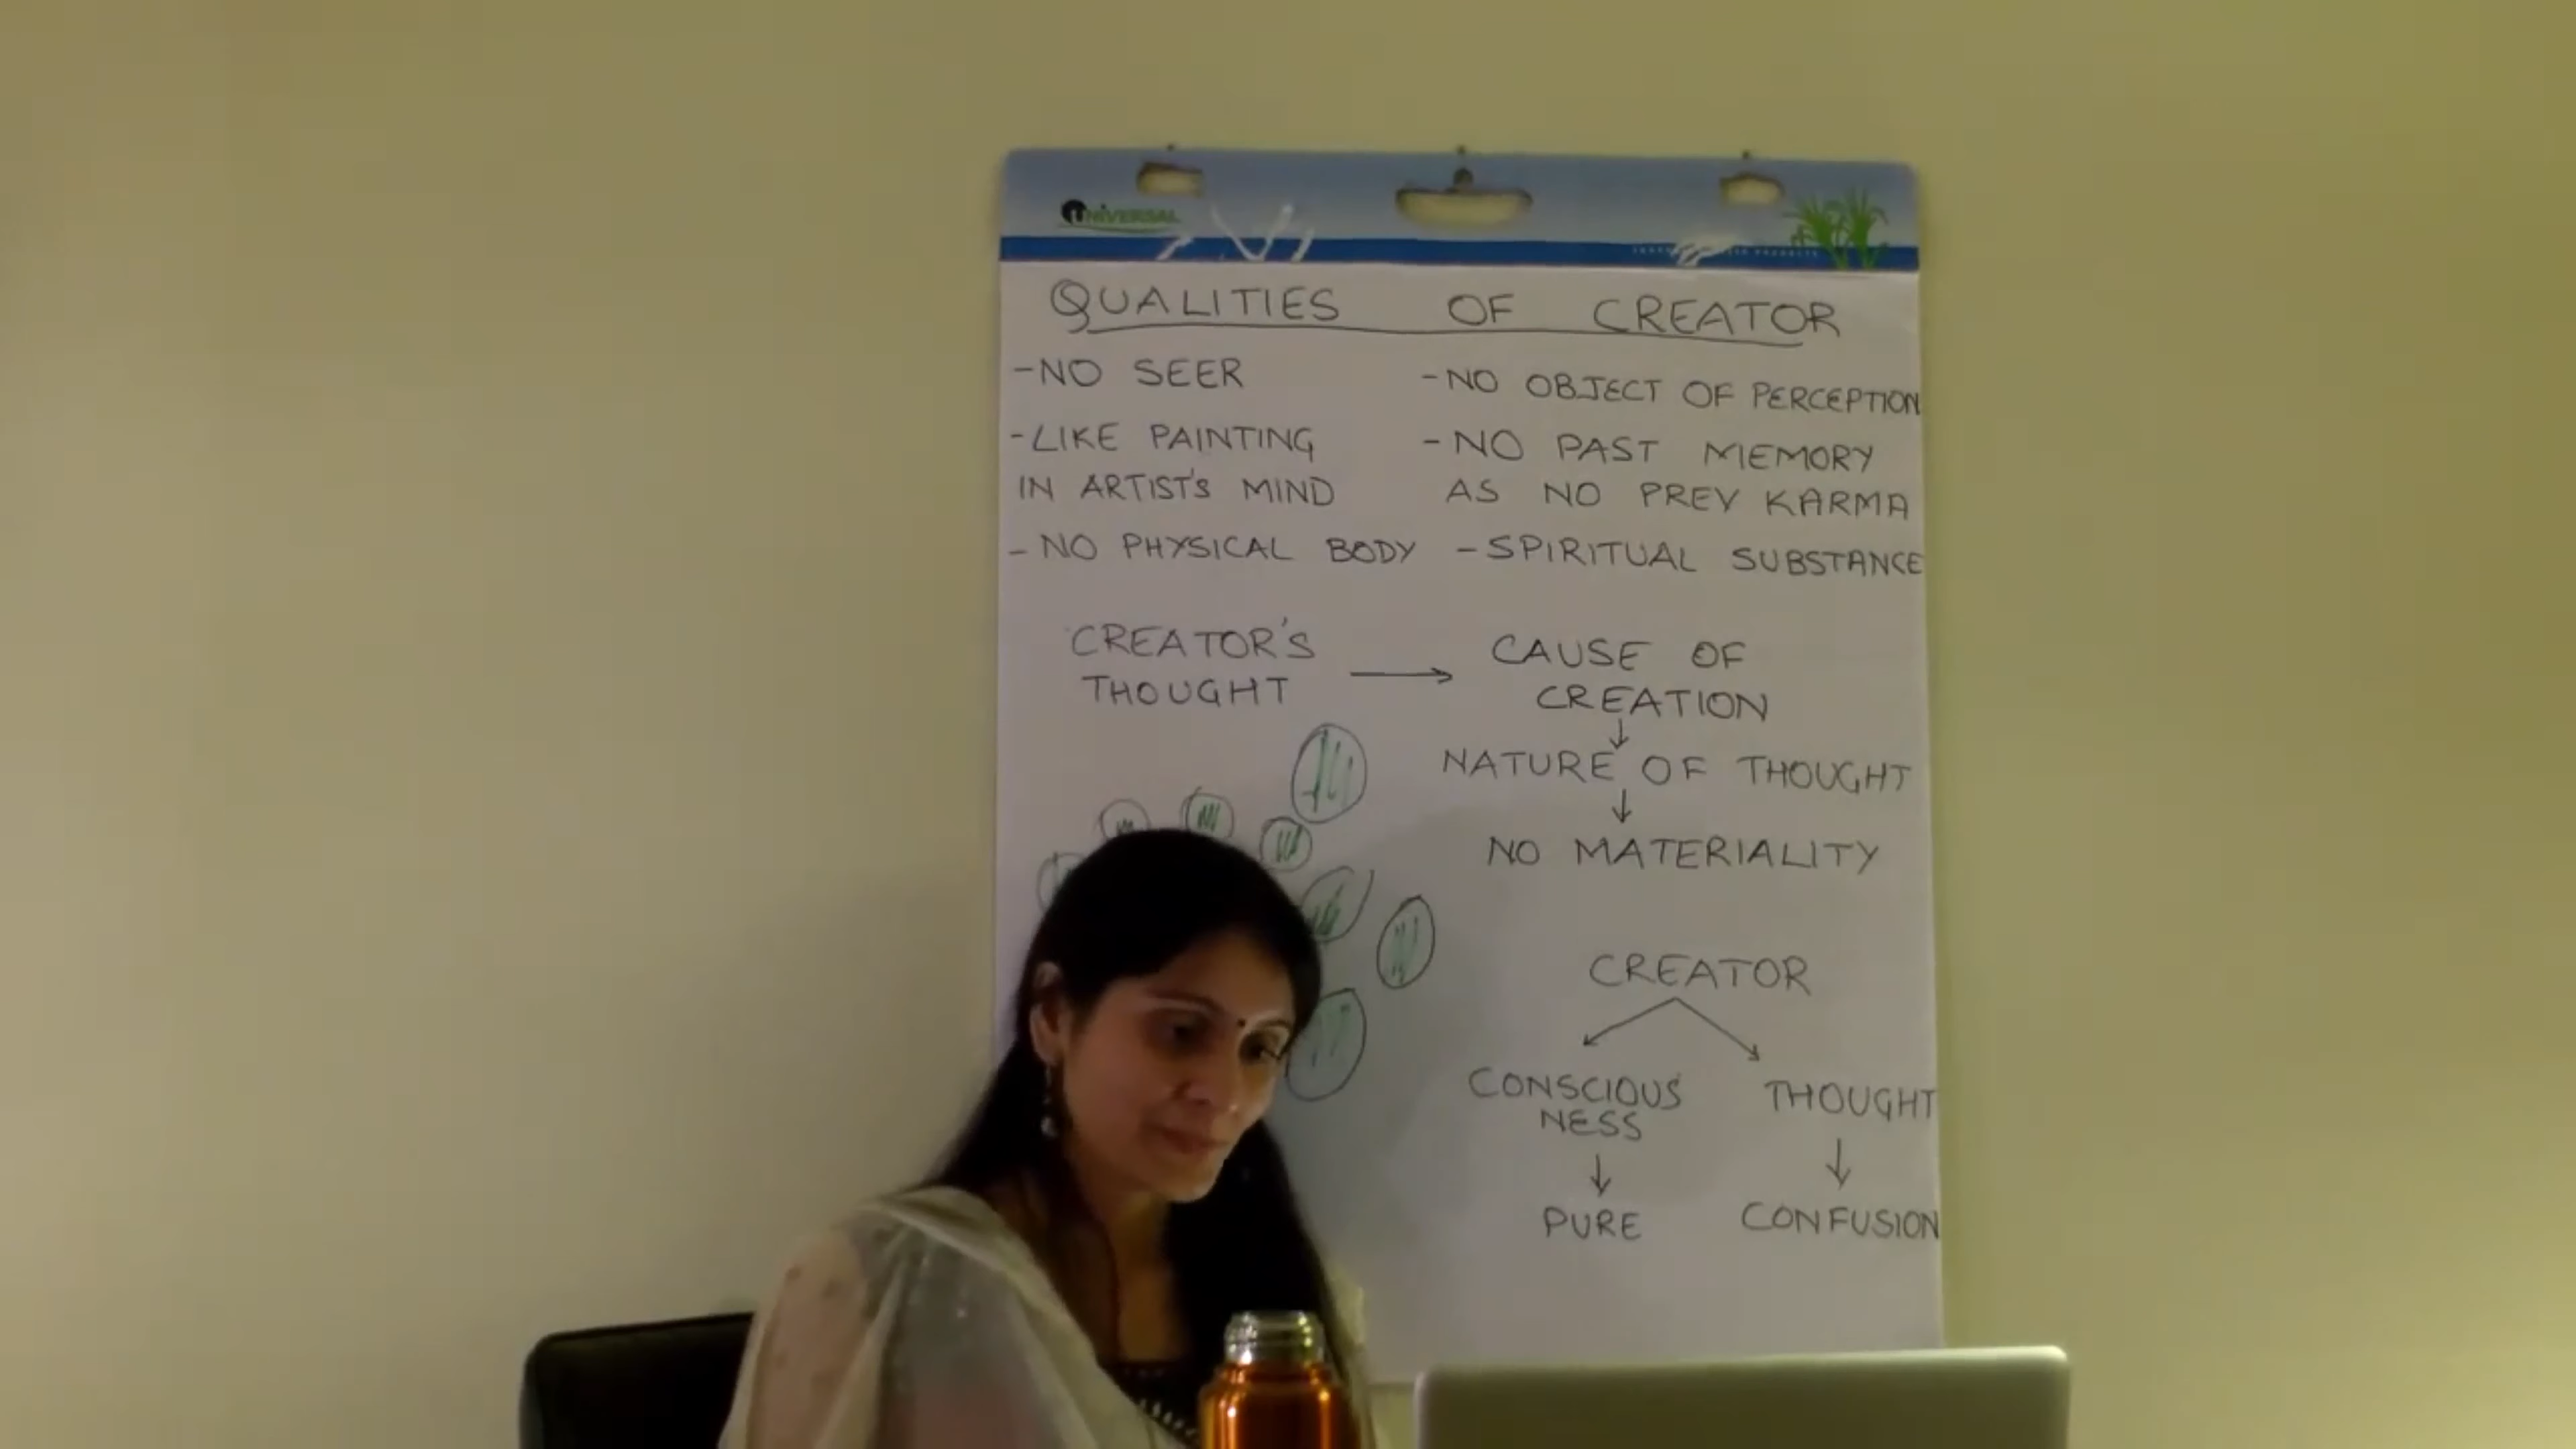 UNIVERSAL
QUALITIES OF CREATOR
-NO SEER
-NO OBJECT OF PERCEPTION
-LIKE PAINTING
IN ARTIST'S MIND
-NO PAST MEMORY
AS NO PREV KARMA
-NO PHYSICAL BODY
-SPIRITUAL SUBSTANCE
CREATOR'S
THOUGHT
→
CAUSE OF
CREATION
↓
NATURE OF THOUGHT
↓
NO MATERIALITY
CREATOR
CONSCIOUS
NESS
THOUGHT
↓
↓
PURE
CONFUSION